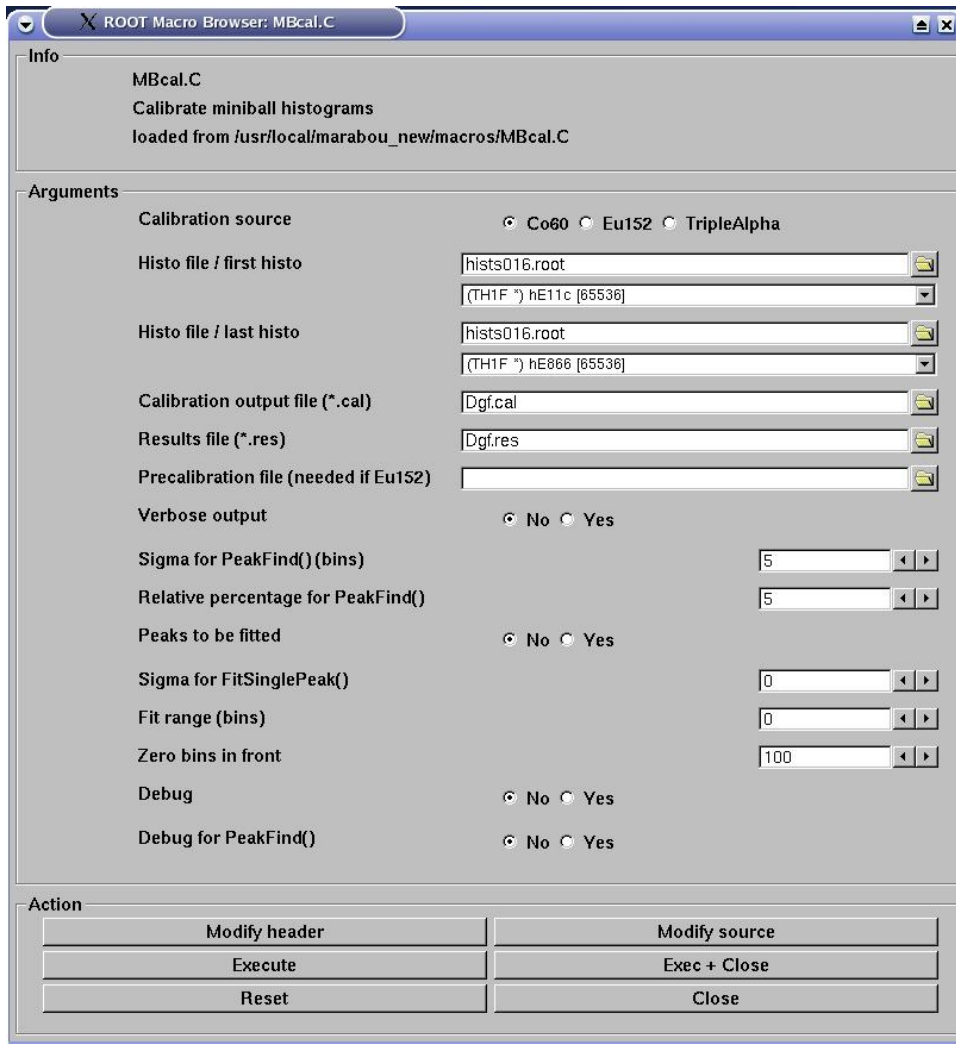 ROOT Macro Browser: MBcal.C
Info
MBcal.C
Calibrate miniball histograms
loaded from /usr/local/marabou_new/macros/MBcal.C
Arguments
Calibration source Co60 Eu152 TripleAlpha
Histo file / first histo hists016.root
(TH1F *) hE11c [65536]
Histo file / last histo hists016.root
(TH1F *) hE866 [65536]
Calibration output file (*.cal) Dgf.cal
Results file (*.res) Dgf.res
Precalibration file (needed if Eu152)
Verbose output No Yes
Sigma for PeakFind() (bins) 5
Relative percentage for PeakFind() 5
Peaks to be fitted No Yes
Sigma for FitSinglePeak() 0
Fit range (bins) 0
Zero bins in front 100
Debug No Yes
Debug for PeakFind() No Yes
Action
Modify header Modify source
Execute Exec + Close
Reset Close